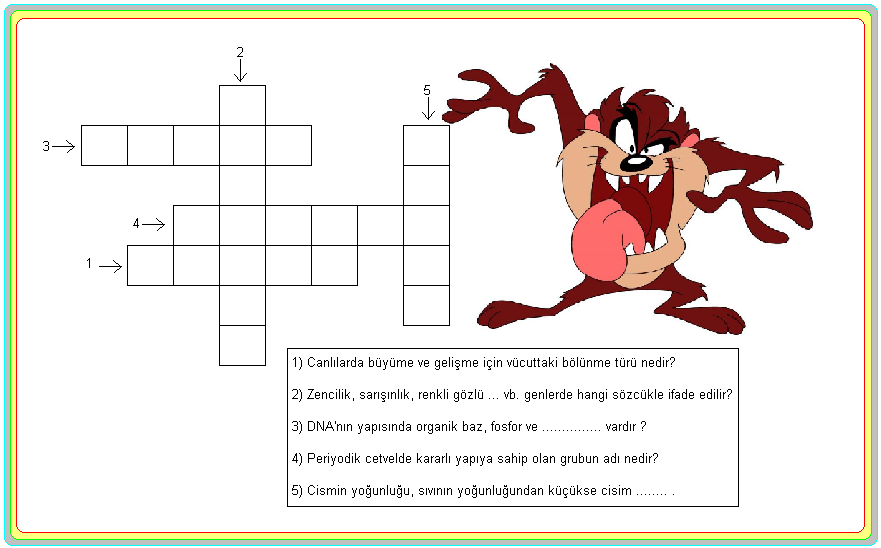 2
5
3
4
1
1) Canlılarda büyüme ve gelişme için vücuttaki bölünme türü nedir?
2) Zencilik, sarışınlık, renkli gözlü ... vb. genlerde hangi sözcükle ifade edilir?
3) DNA'nın yapısında organik baz, fosfor ve ............... vardır ?
4) Periyodik cetvelde kararlı yapıya sahip olan grubun adı nedir?
5) Cismin yoğunluğu, sıvının yoğunluğundan küçükse cisim ........ .